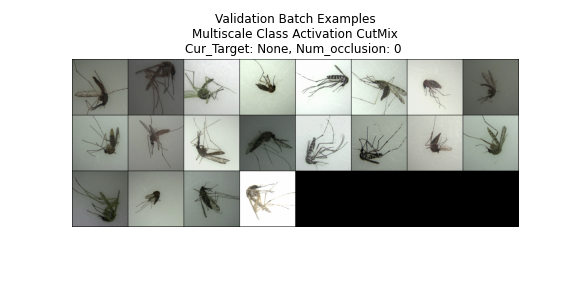 Validation Batch Examples
Multiscale Class Activation CutMix
Cur_Target: None, Num_occlusion: 0